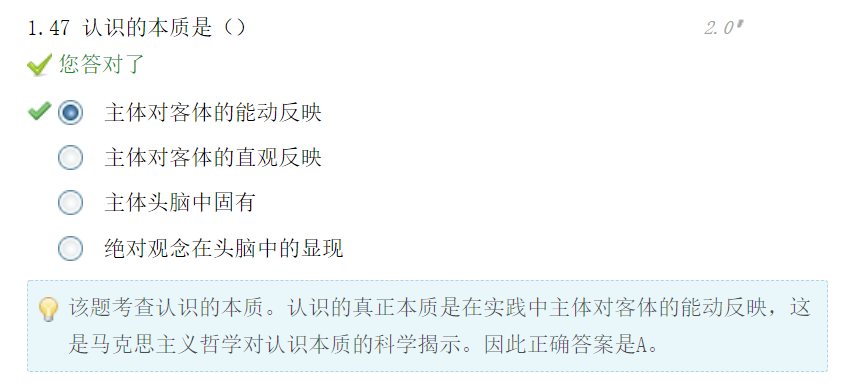 1.47 认识的本质是（） 2.0
您答对了
主体对客体的能动反映
主体对客体的直观反映
主体头脑中固有
绝对观念在头脑中的显现
该题考查认识的本质。认识的真正本质是在实践中主体对客体的能动反映，这
是马克思主义哲学对认识本质的科学揭示。因此正确答案是A。